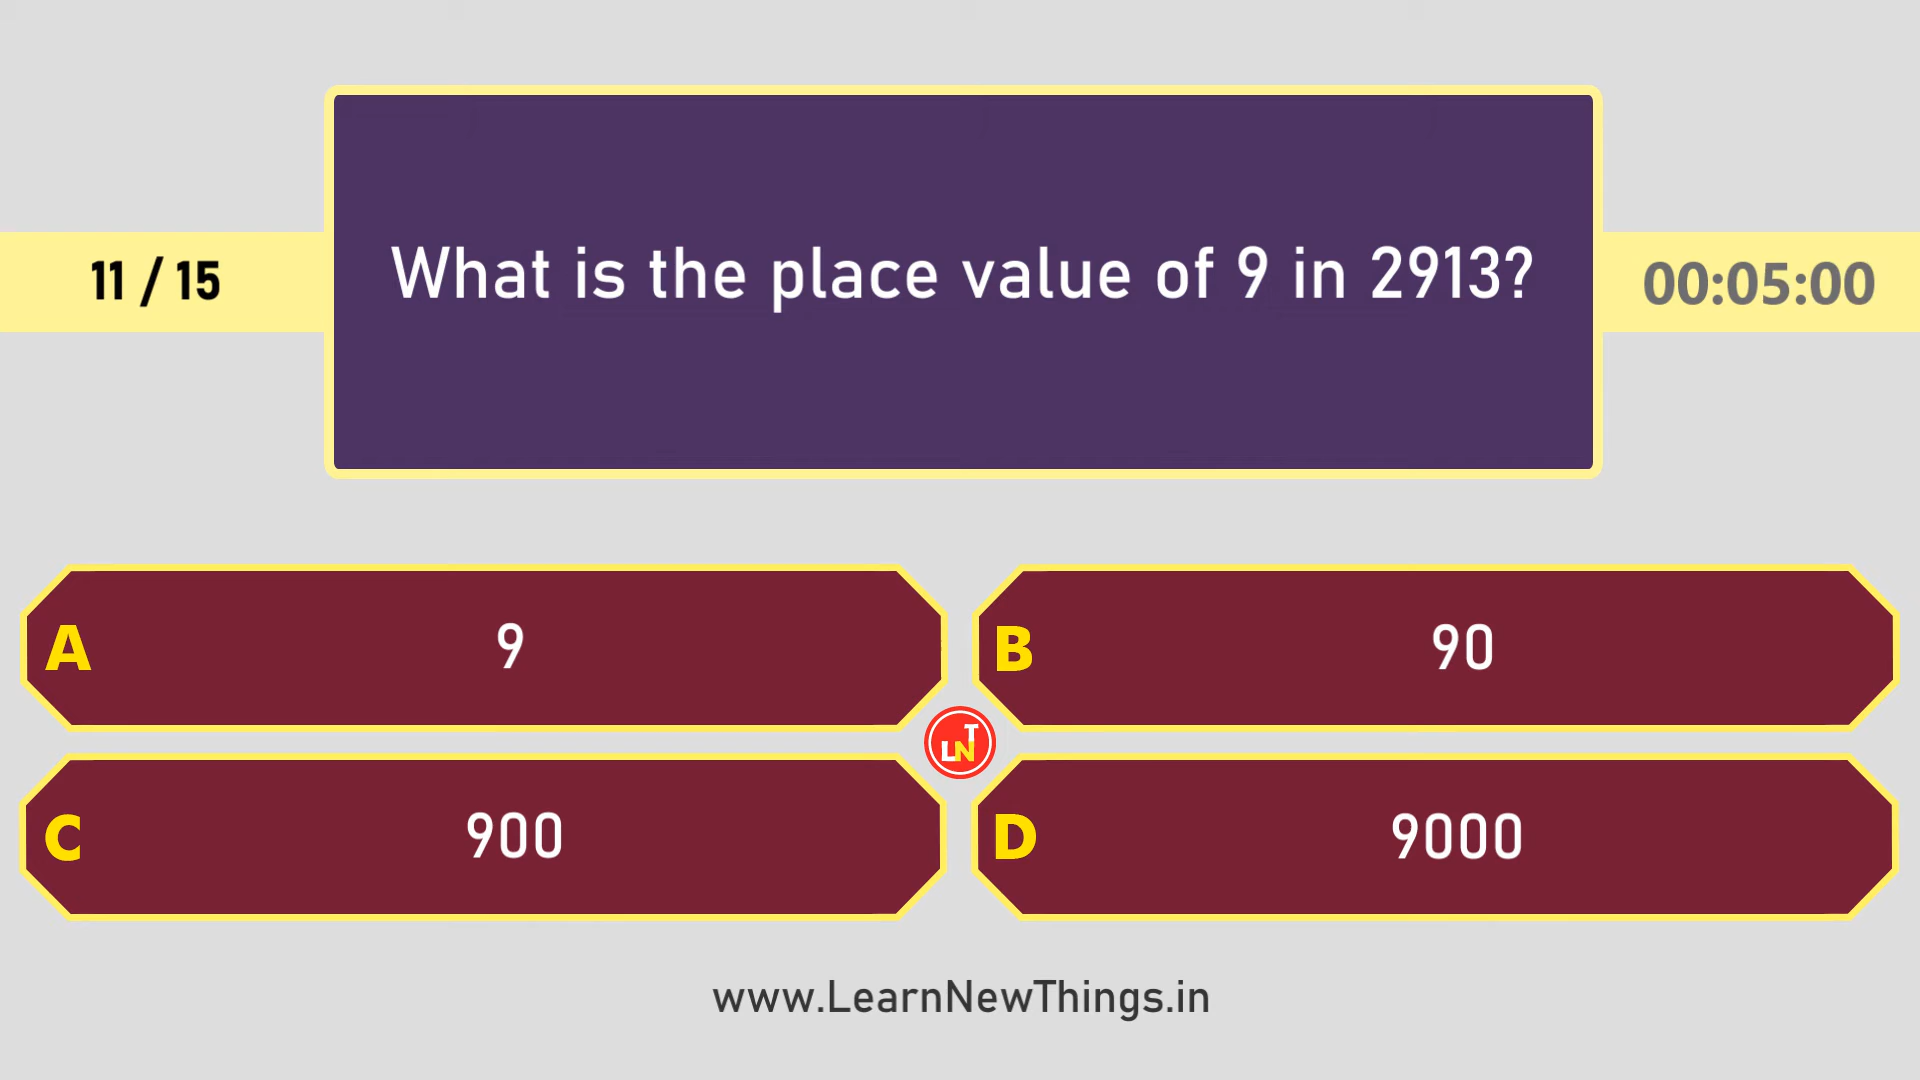 What is the place value of 9 in 2913?
11 / 15
00:05:00
A 9
B 90
C 900
D 9000
LNT
www.LearnNewThings.in